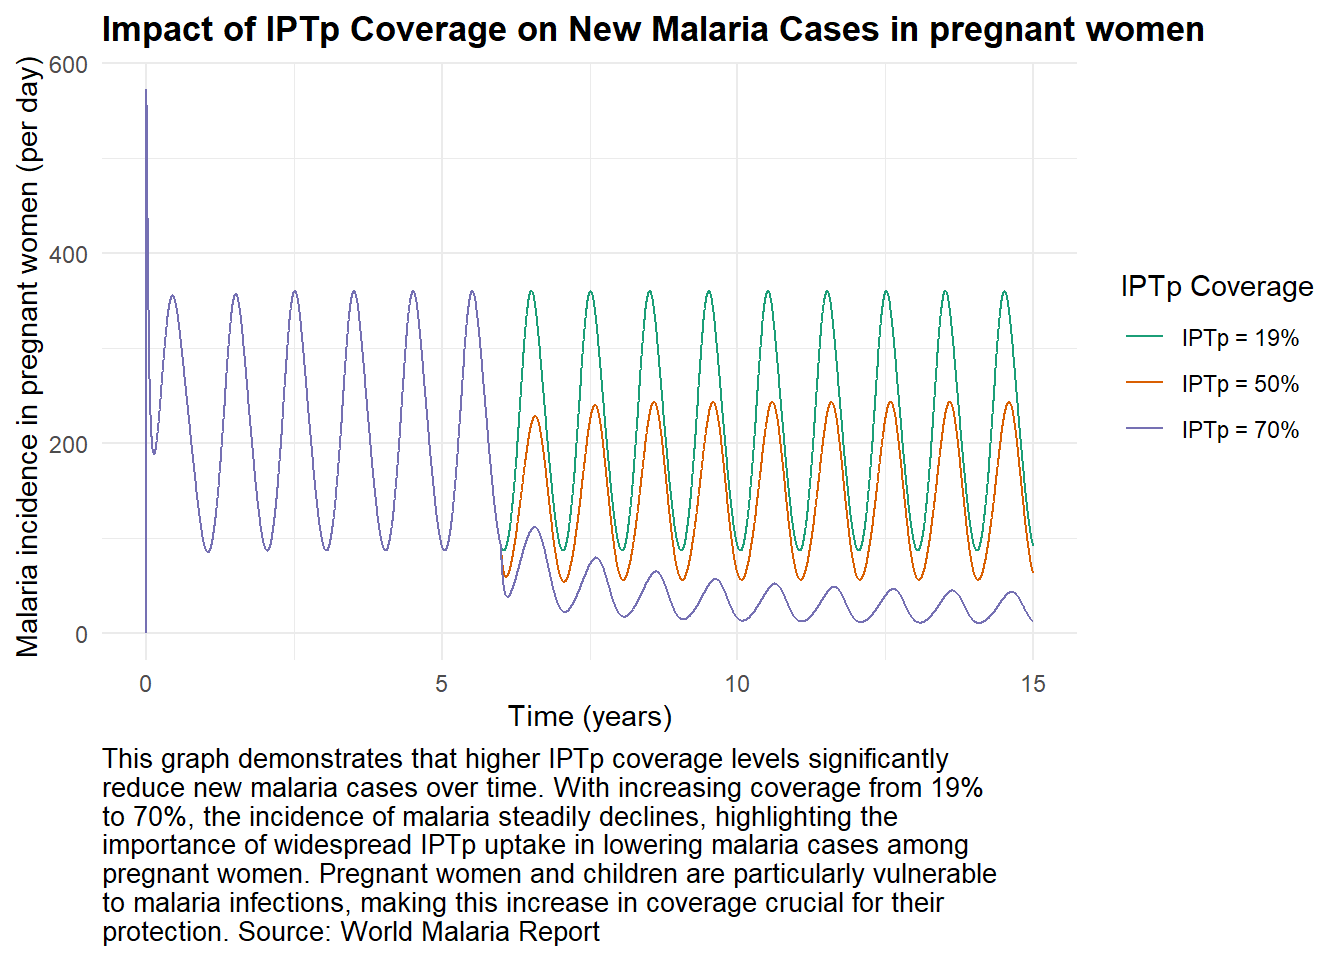 Impact of IPTp Coverage on New Malaria Cases in pregnant women
Malaria incidence in pregnant women (per day)
600
400
200
0
0
5
10
15
Time (years)
IPTp Coverage
IPTp = 19%
IPTp = 50%
IPTp = 70%
This graph demonstrates that higher IPTp coverage levels significantly
reduce new malaria cases over time. With increasing coverage from 19%
to 70%, the incidence of malaria steadily declines, highlighting the
importance of widespread IPTp uptake in lowering malaria cases among
pregnant women. Pregnant women and children are particularly vulnerable
to malaria infections, making this increase in coverage crucial for their
protection. Source: World Malaria Report